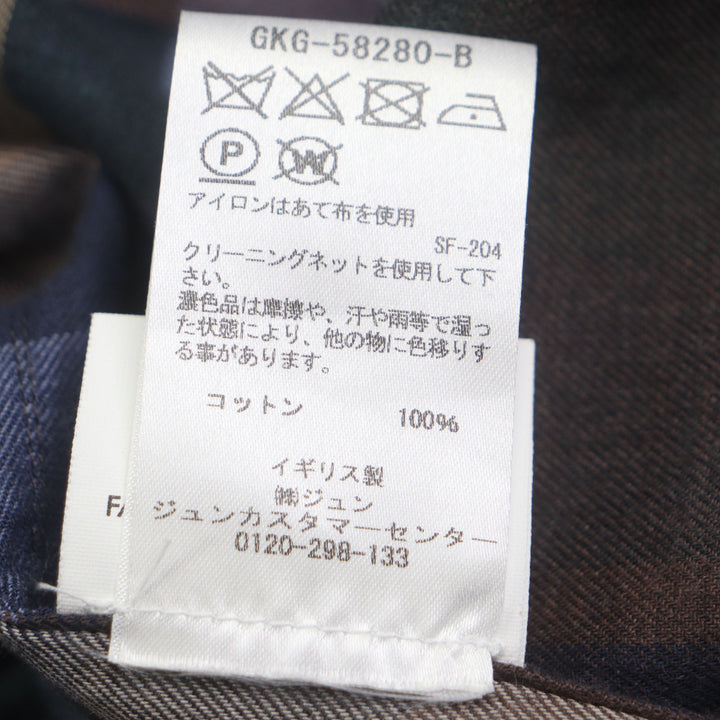 GKG-58280-B
P
W
アイロンはあて布を使用
SF-204
クリーニングネットを使用して下
さい。
濃色品は摩擦や、汗や雨等で湿っ
た状態により、他の物に色移りす
る事があります。
コットン 100%
イギリス製
㈱ジュン
ジュンカスタマーセンター
0120-298-133